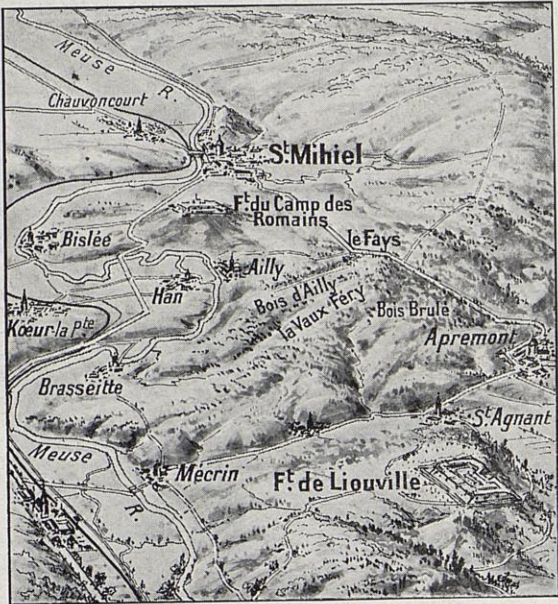 Meuse R.
Chauvoncourt
St. Mihiel
Ft. du Camp des
Romains
Bislée
le Fays
Ailly
Han
Bois d'Ailly
la Vaux Féry
Bois Brulé
Kœur-la pte
Apremont
Brasseitte
St Agnant
Meuse R.
Mécrin
Ft. de Liouville